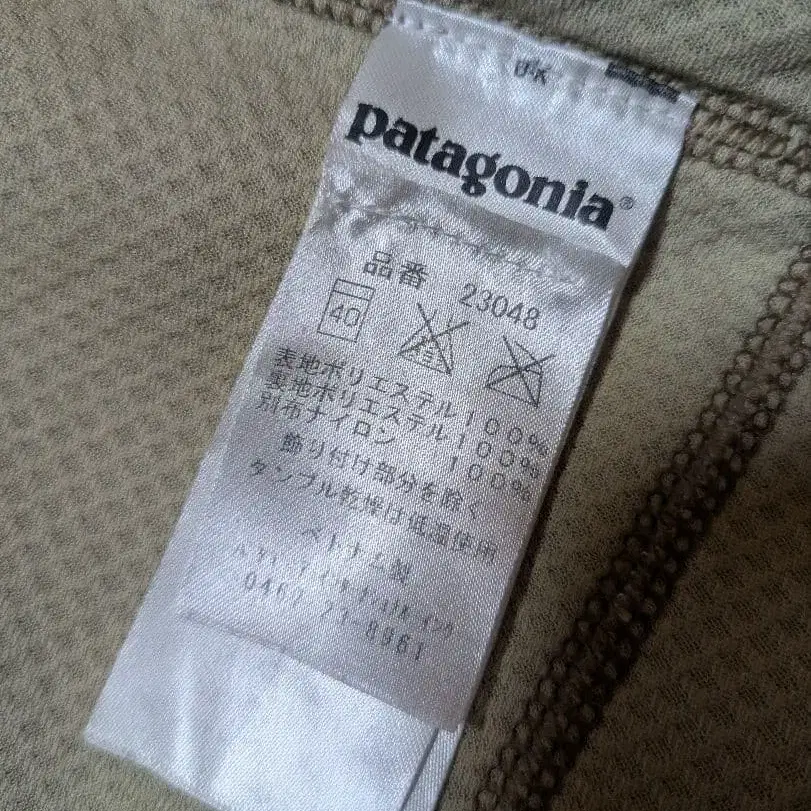 patagonia®
品番 23048
40
表地ポリエステル100%
裏地ポリエステル100%
別布ナイロン 100%
飾り付け部分を除く
タンブル乾燥は低温使用
ベトナム製